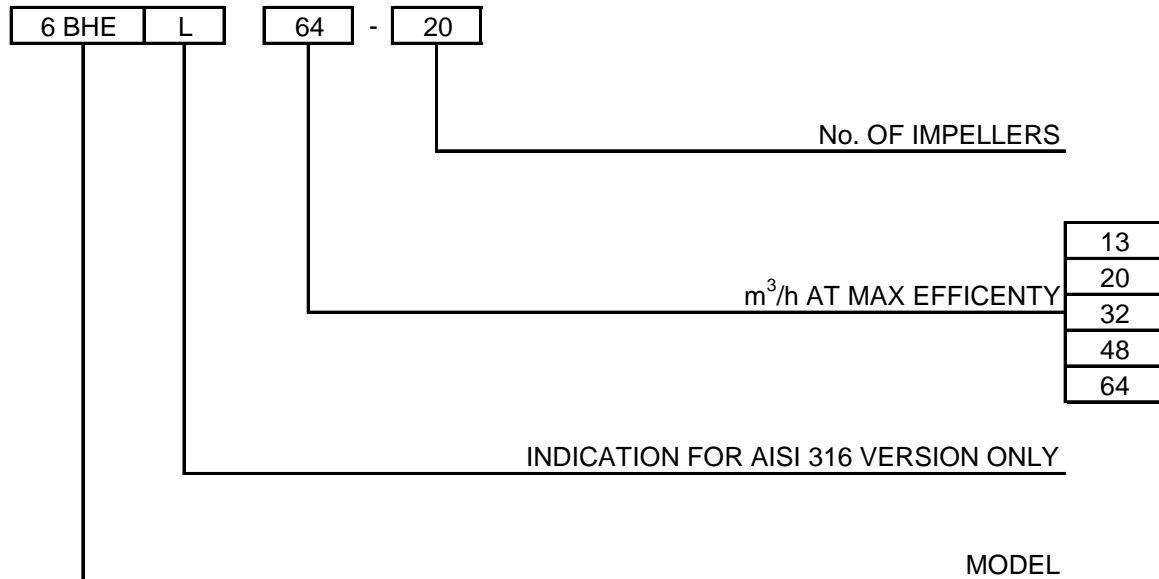 6 BHE L 64 - 20
No. OF IMPELLERS
13
20
m³/h AT MAX EFFICENTY
32
48
64
INDICATION FOR AISI 316 VERSION ONLY
MODEL